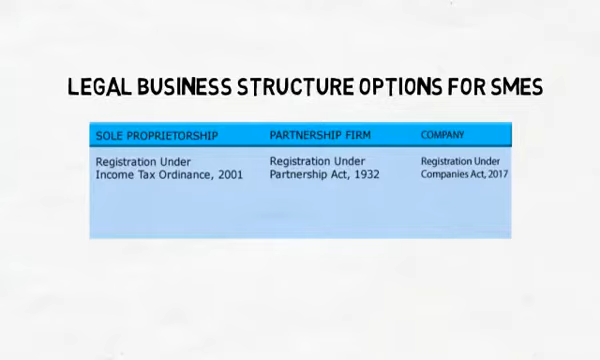 LEGAL BUSINESS STRUCTURE OPTIONS FOR SMES
SOLE PROPRIETORSHIP PARTNERSHIP FIRM COMPANY
Registration Under Registration Under Registration Under
Income Tax Ordinance, 2001 Partnership Act, 1932 Companies Act, 2017